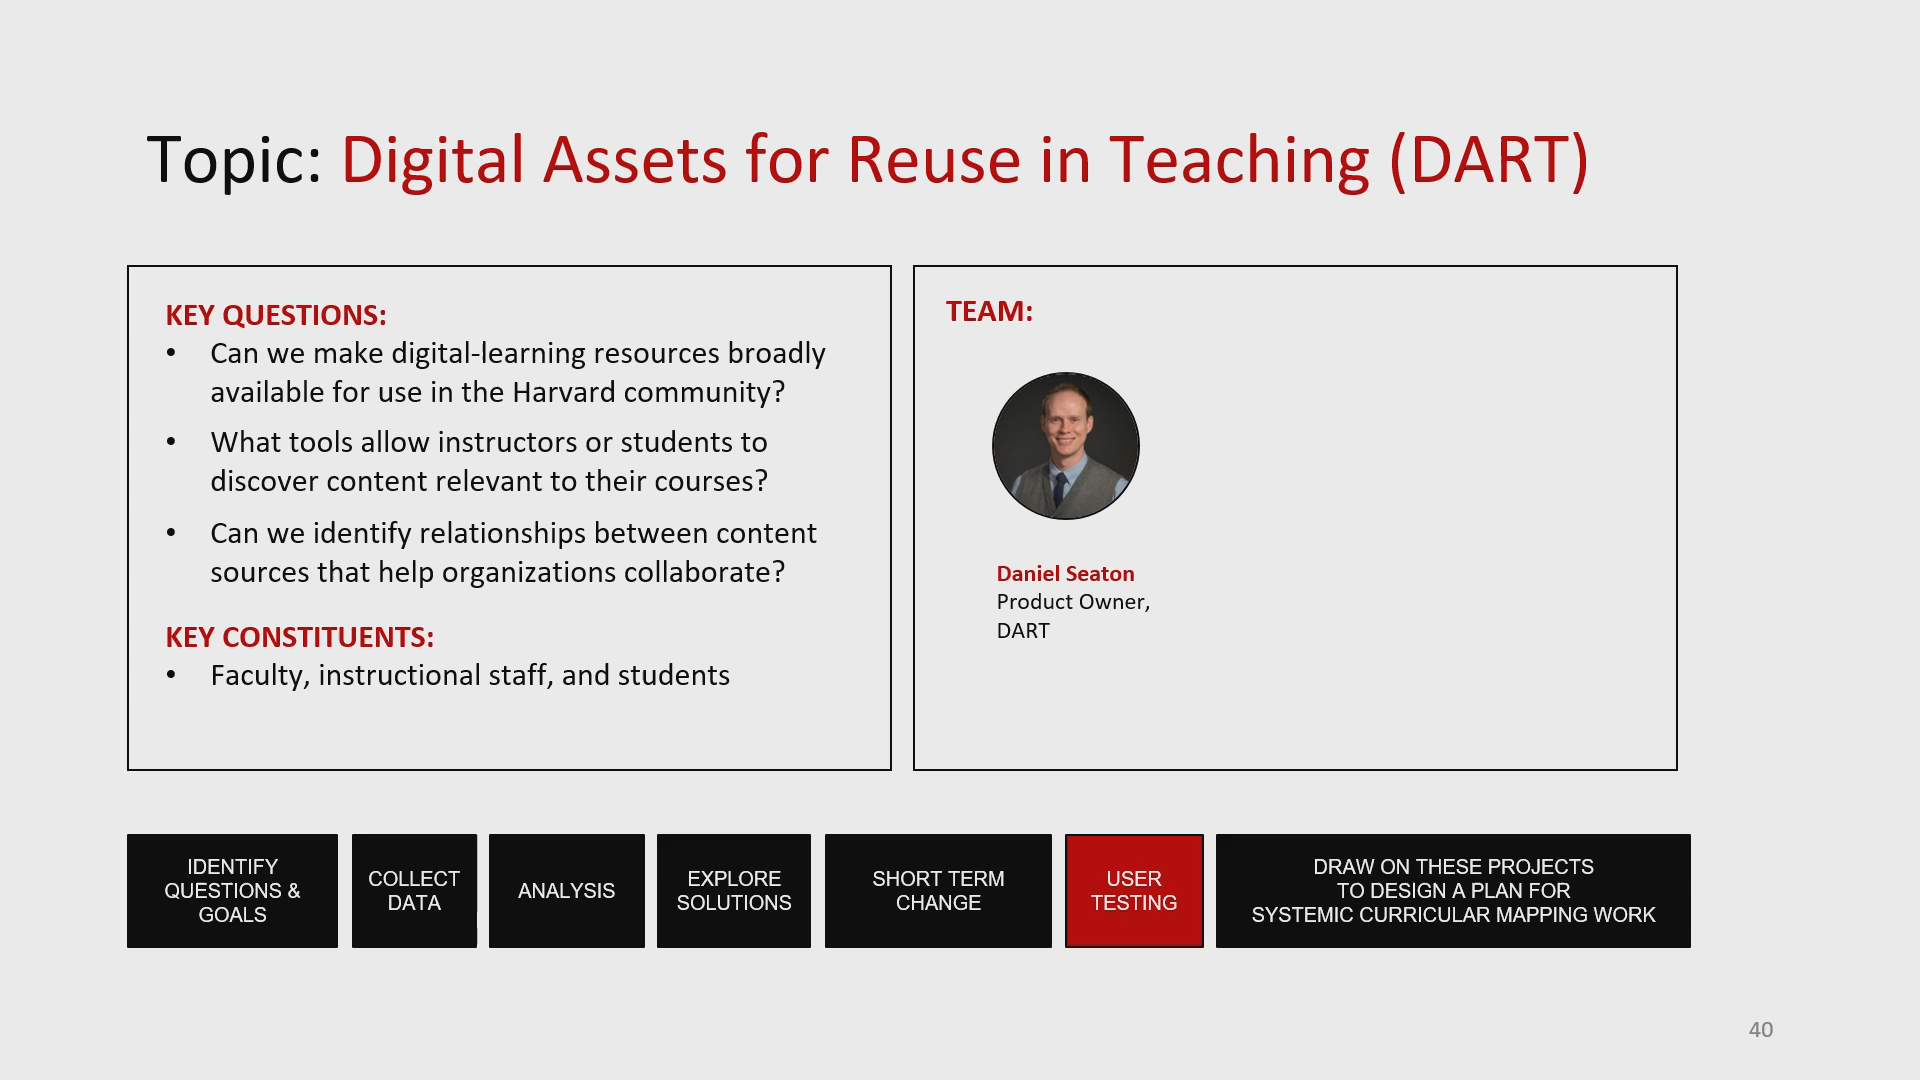 Topic: Digital Assets for Reuse in Teaching (DART)
KEY QUESTIONS:
• Can we make digital-learning resources broadly
available for use in the Harvard community?
• What tools allow instructors or students to
discover content relevant to their courses?
• Can we identify relationships between content
sources that help organizations collaborate?
KEY CONSTITUENTS:
• Faculty, instructional staff, and students
TEAM:
Daniel Seaton
Product Owner,
DART
IDENTIFY
QUESTIONS &
GOALS
COLLECT
DATA
ANALYSIS
EXPLORE
SOLUTIONS
SHORT TERM
CHANGE
USER
TESTING
DRAW ON THESE PROJECTS
TO DESIGN A PLAN FOR
SYSTEMIC CURRICULAR MAPPING WORK
40